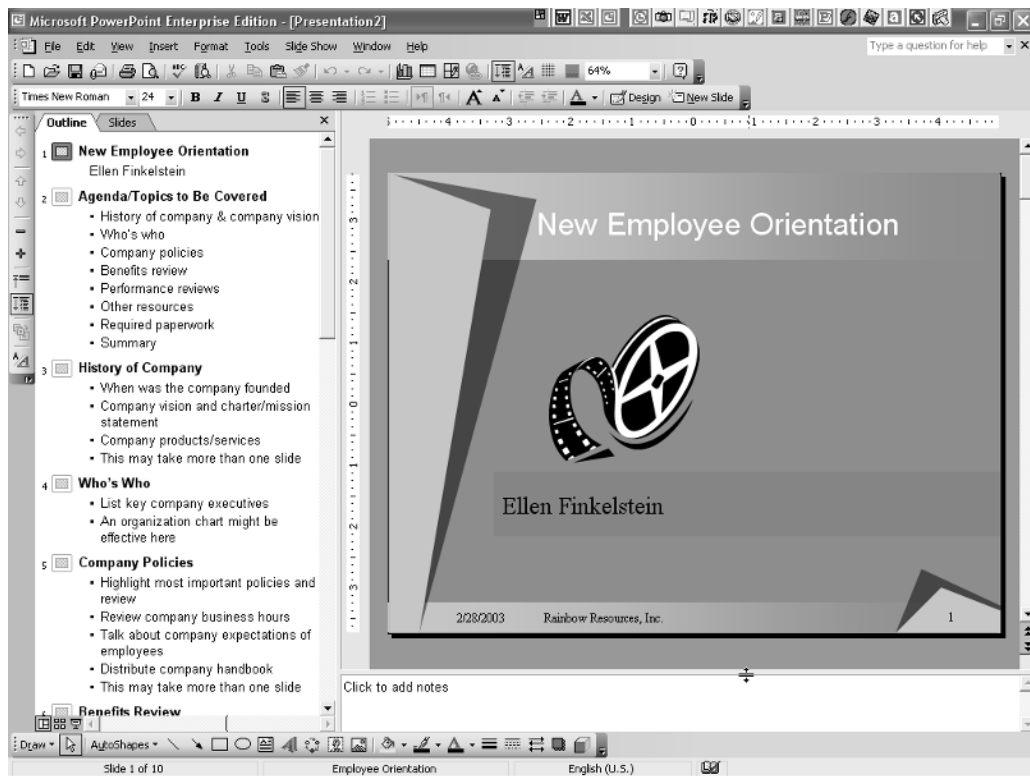 Microsoft PowerPoint Enterprise Edition - [Presentation2]
File Edit View Insert Format Tools Slide Show Window Help
Type a question for help
64%
Times New Roman 24 B I U S Design New Slide
Outline Slides
1 New Employee Orientation
Ellen Finkelstein
2 Agenda/Topics to Be Covered
• History of company & company vision
• Who's who
• Company policies
• Benefits review
• Performance reviews
• Other resources
• Required paperwork
• Summary
3 History of Company
• When was the company founded
• Company vision and charter/mission
statement
• Company products/services
• This may take more than one slide
4 Who's Who
• List key company executives
• An organization chart might be
effective here
5 Company Policies
• Highlight most important policies and
review
• Review company business hours
• Talk about company expectations of
employees
• Distribute company handbook
• This may take more than one slide
Benefits Review
New Employee Orientation
Ellen Finkelstein
2/28/2003 Rainbow Resources, Inc. 1
Click to add notes
Draw AutoShapes
Slide 1 of 10 Employee Orientation English (U.S.)